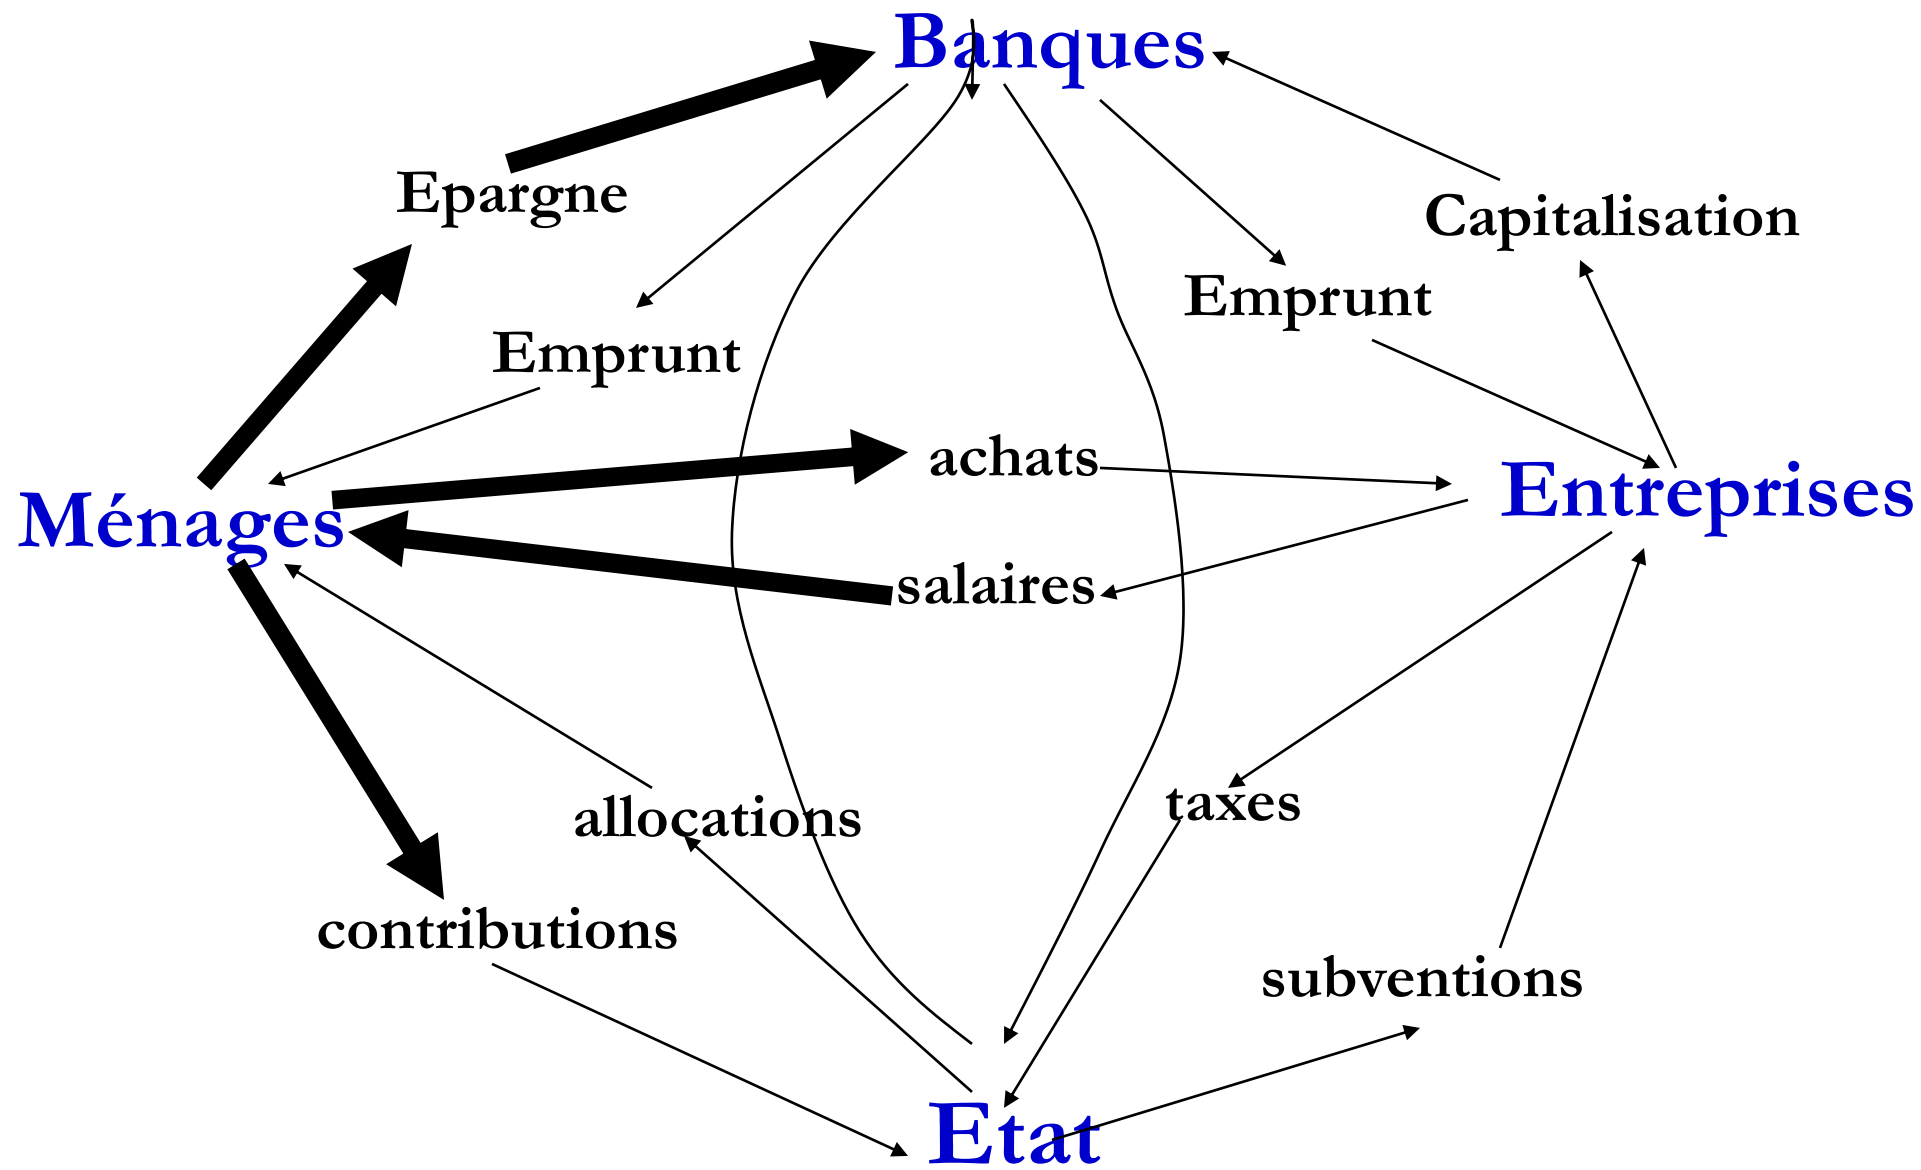 Banques
Epargne
Capitalisation
Emprunt
Emprunt
achats
Entreprises
Ménages
salaires
allocations
taxes
contributions
subventions
Etat